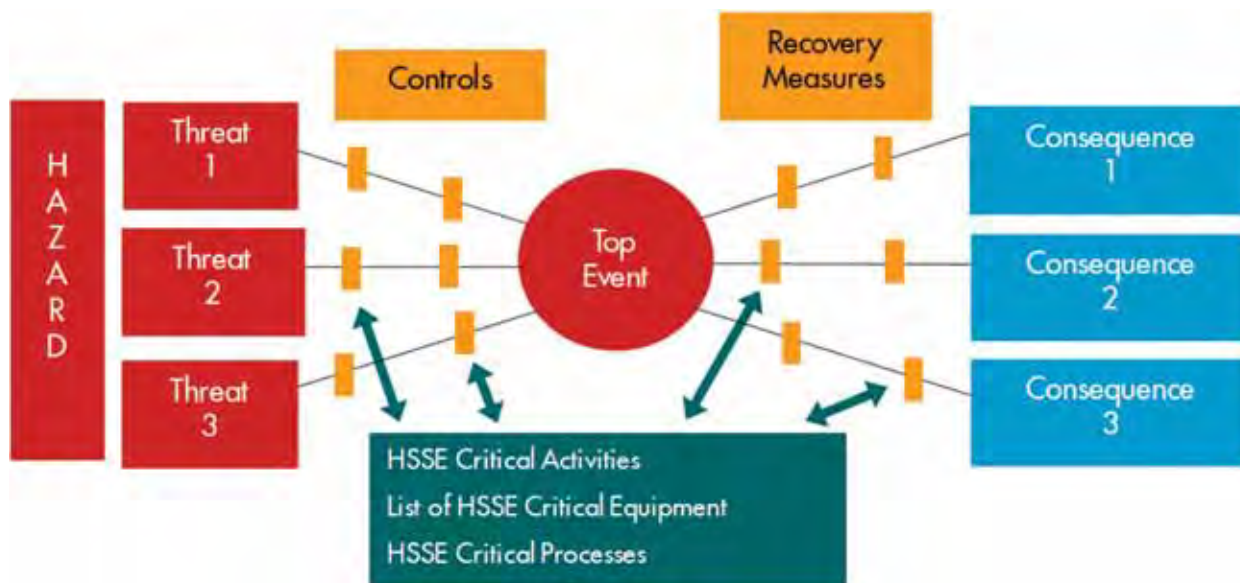 Controls
Recovery
Measures
HAZARD
Threat
1
Threat
2
Threat
3
Top
Event
Consequence
1
Consequence
2
Consequence
3
HSSE Critical Activities
List of HSSE Critical Equipment
HSSE Critical Processes